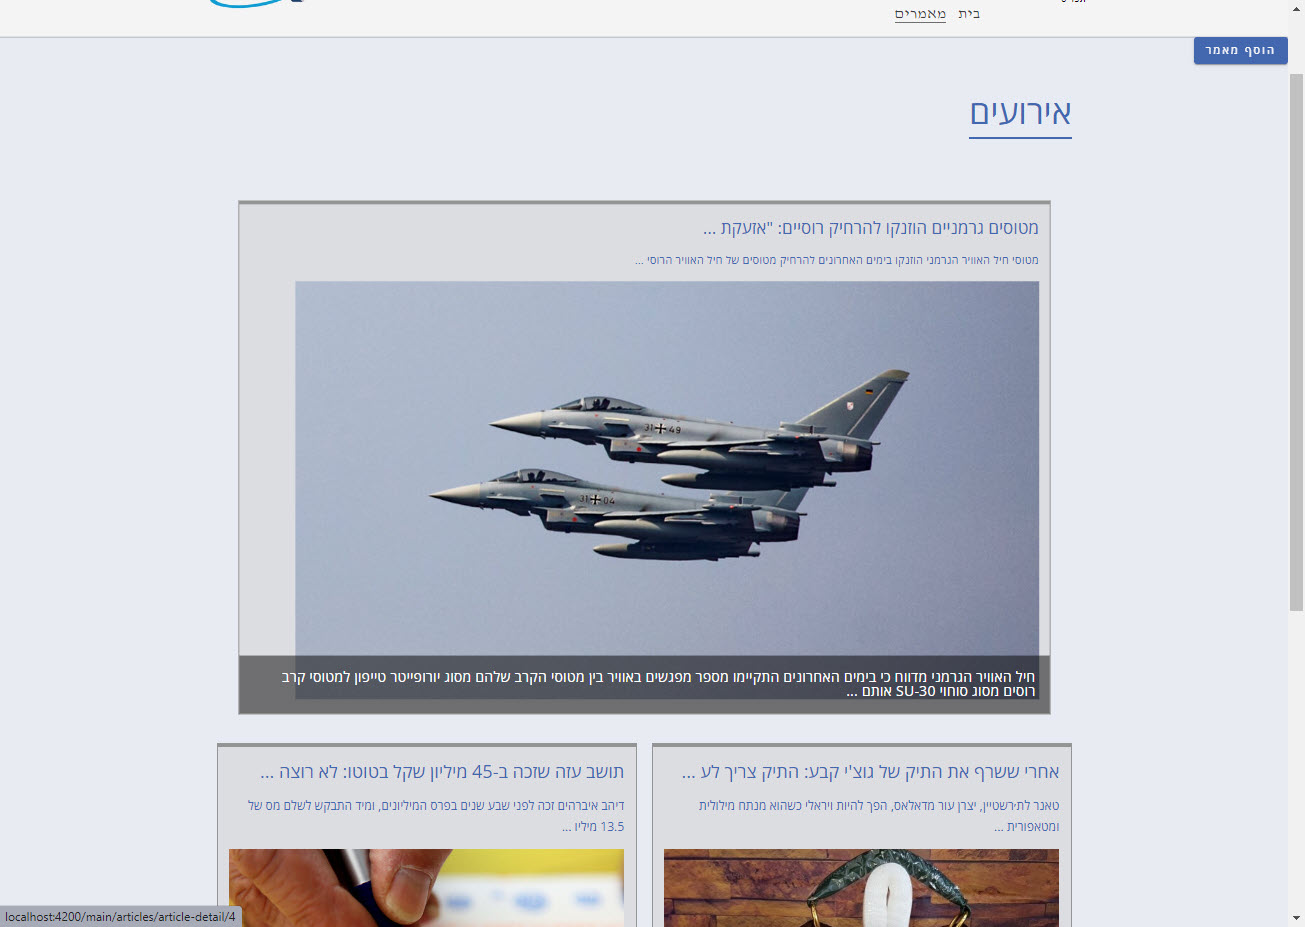 בית מאמרים
הוסף מאמר
אירועים
מטוסים גרמניים הוזנקו להרחיק רוסיים: "אזעקת ...
מטוסי חיל האוויר הגרמני הוזנקו בימים האחרונים להרחיק מטוסים של חיל האוויר הרוסי ...
31 49
31 04
חיל האוויר הגרמני מדווח כי בימים האחרונים התקיימו מספר מפגשים באוויר בין מטוסי הקרב שלהם מסוג יורופייטר טייפון למטוסי קרב
רוסים מסוג סוחוי SU-30 אותם ...
אחרי ששרף את התיק של גוצ'י קבע: התיק צריך לע ...
טאנר לתירשטיין, יצרן עור מדאלאס, הפך להיות ויראלי כשהוא מנתח מילולית
ומטאפורית ...
תושב עזה שזכה ב-45 מיליון שקל בטוטו: לא רוצה ...
דיהב איברהים זכה לפני שבע שנים בפרס המיליונים, ומיד התבקש לשלם מס של
13.5 מיליו ...
localhost:4200/main/articles/article-detail/4